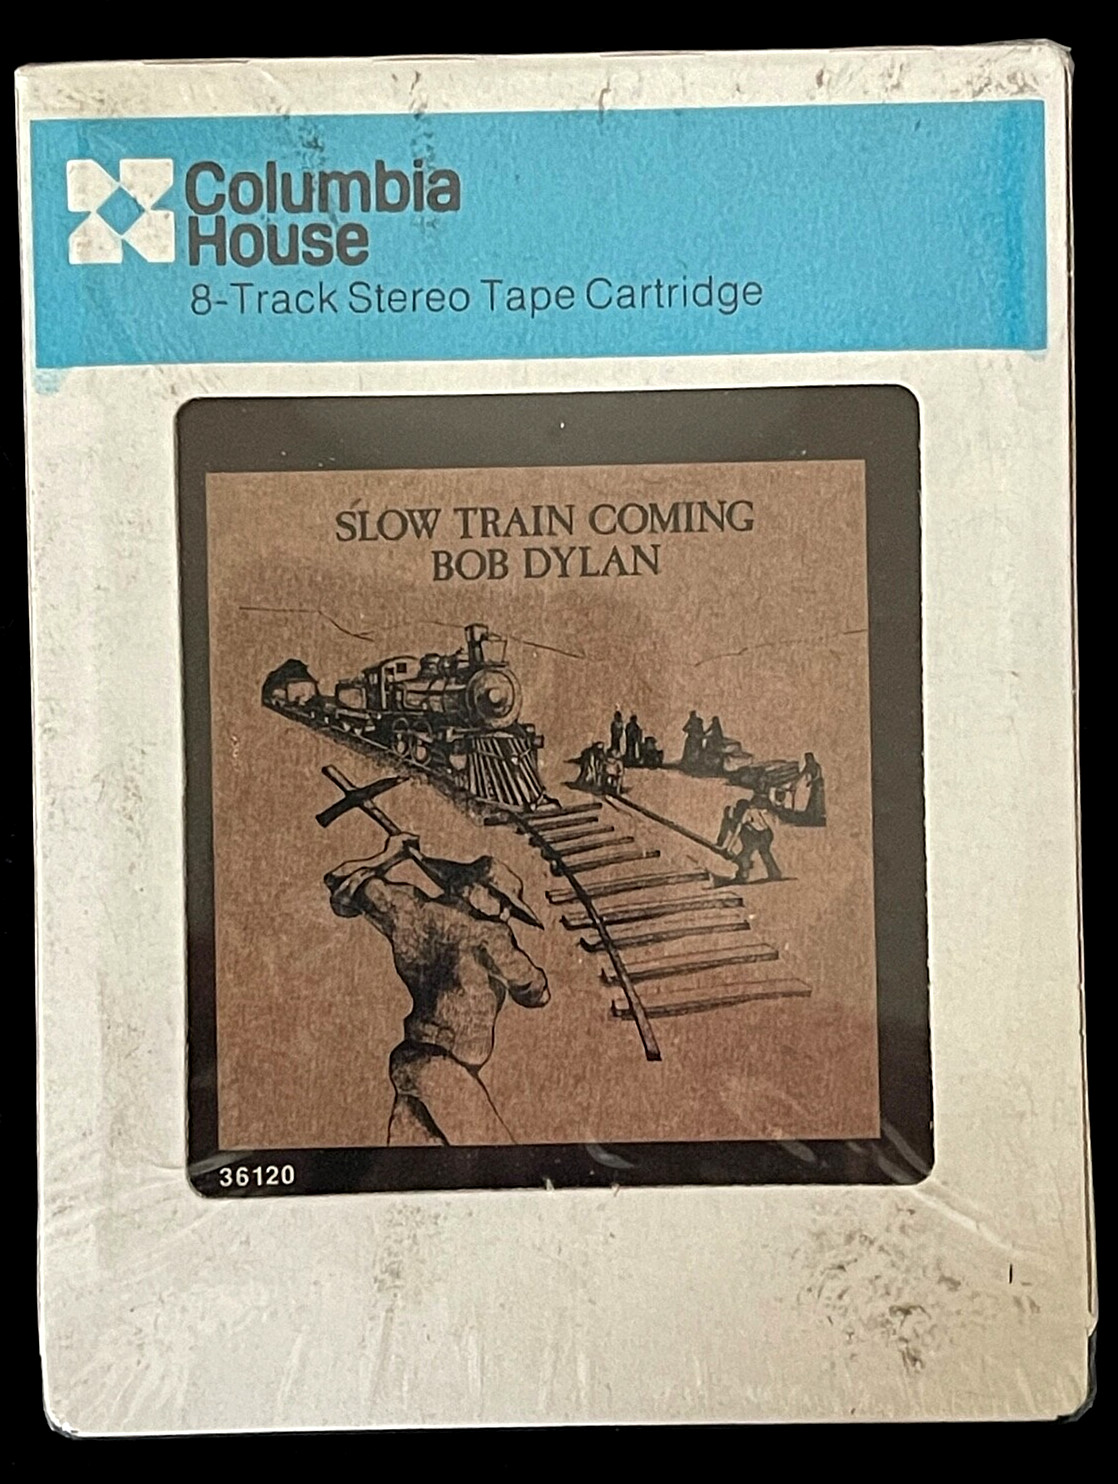 Columbia
House
8-Track Stereo Tape Cartridge
SLOW TRAIN COMING
BOB DYLAN
36120